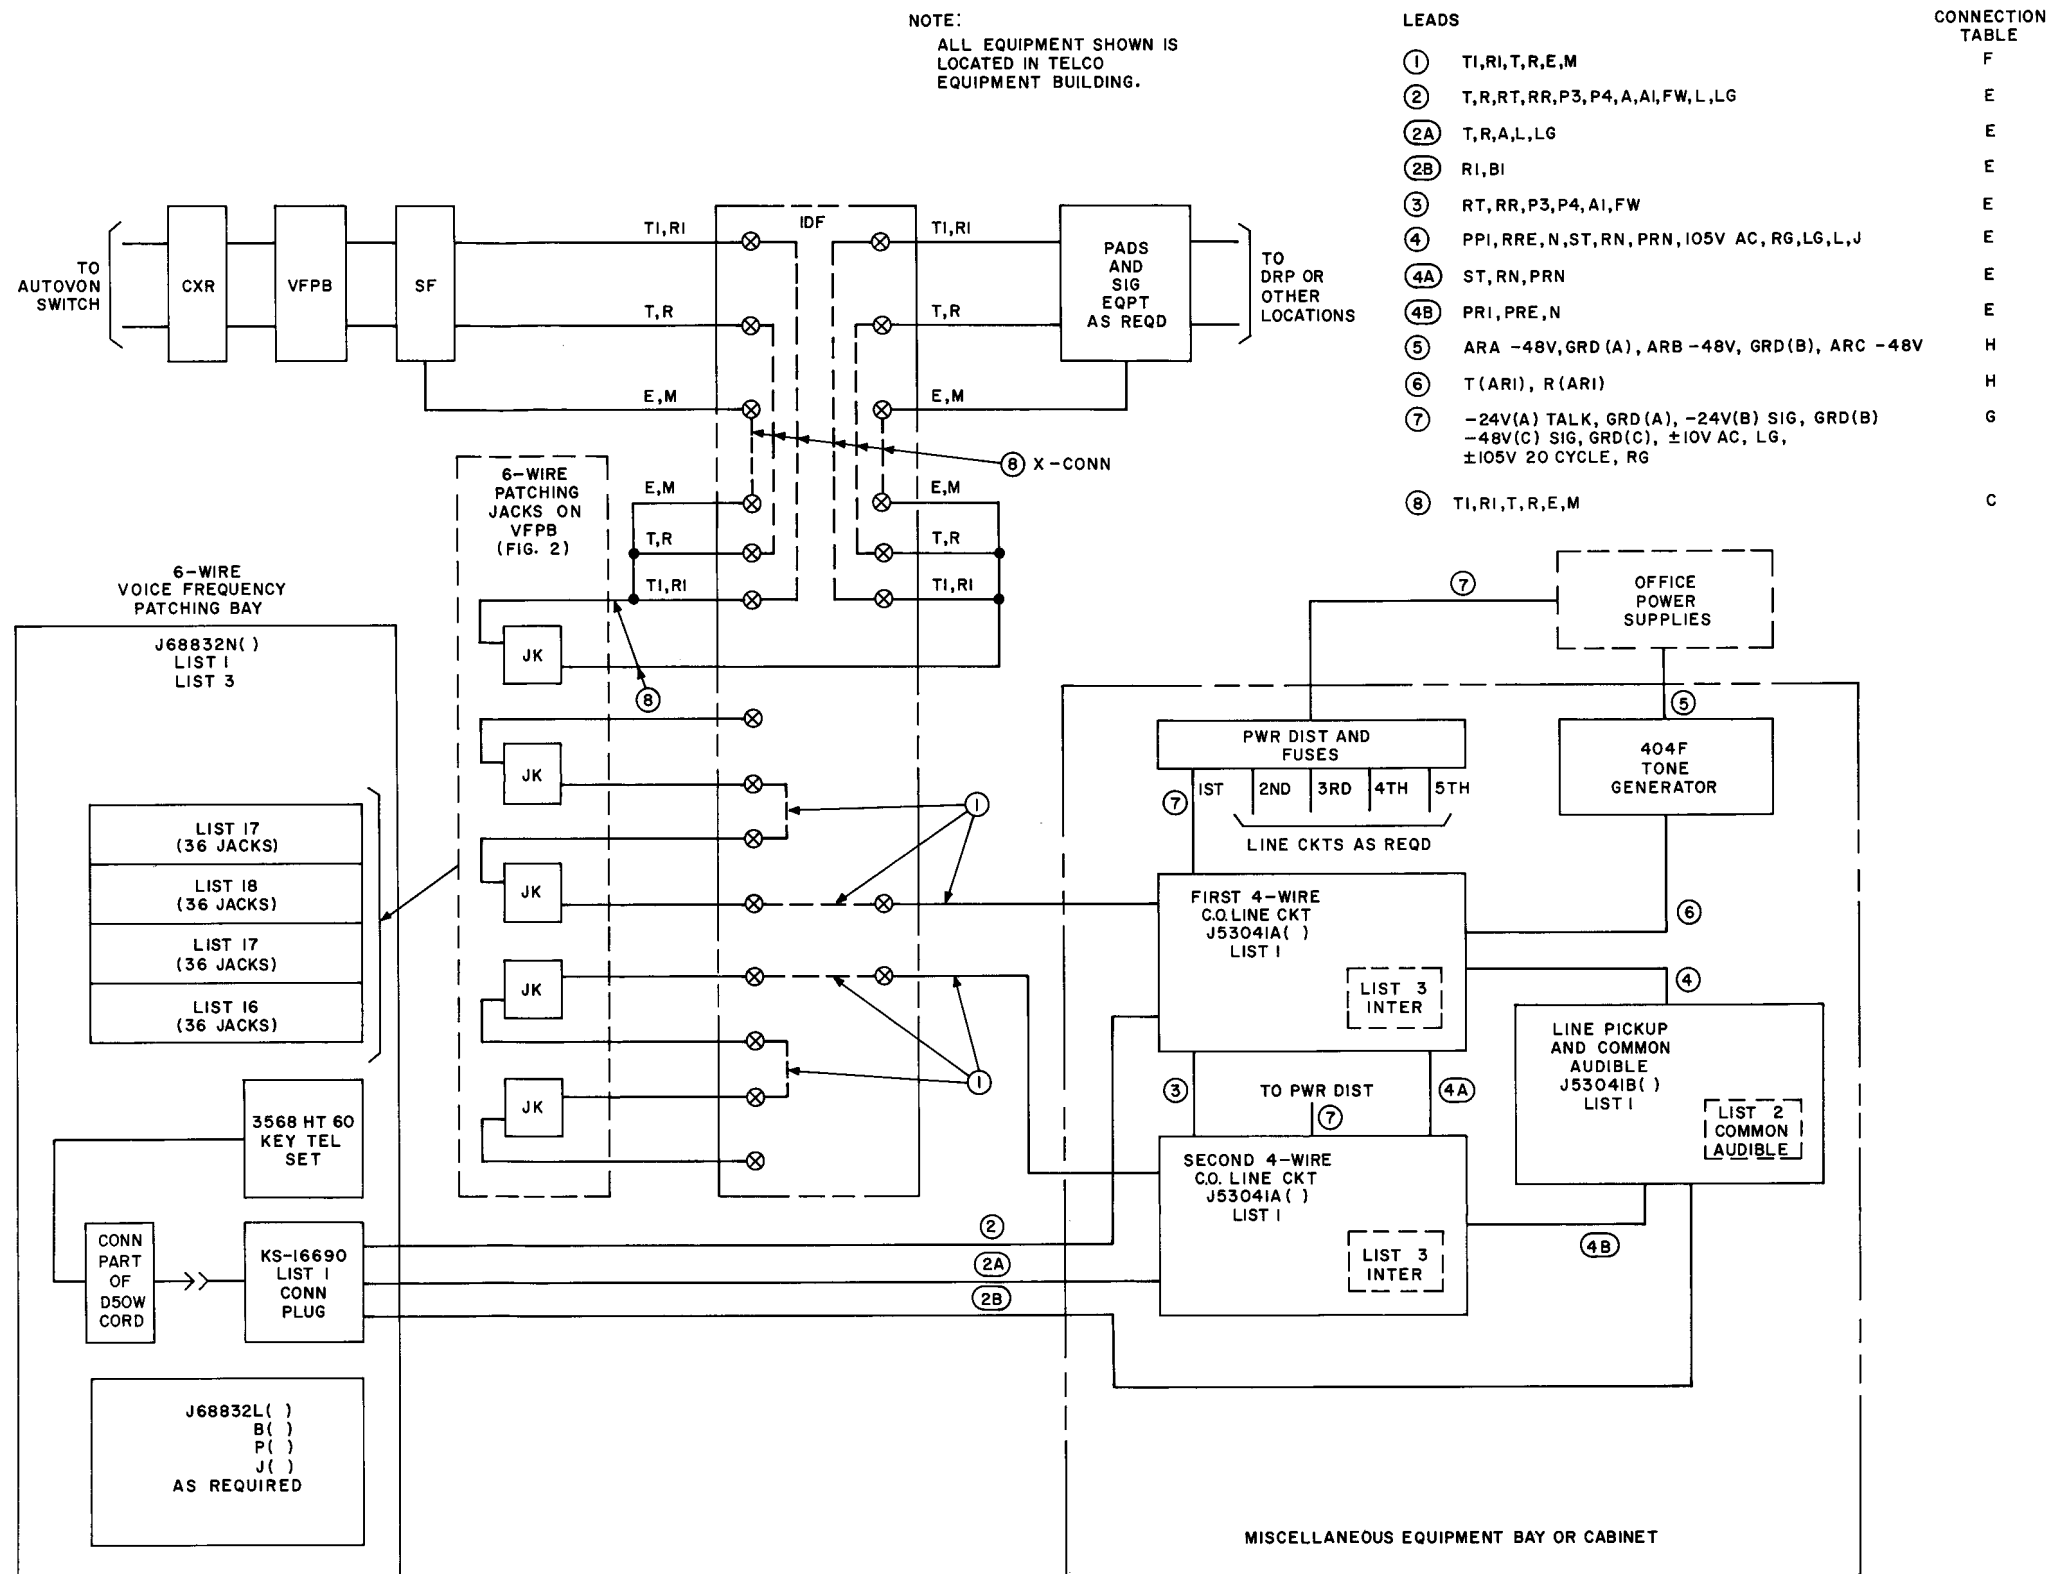 NOTE:
ALL EQUIPMENT SHOWN IS
LOCATED IN TELCO
EQUIPMENT BUILDING.
LEADS
CONNECTION
TABLE
1 T1,R1,T,R,E,M F
2 T,R,RT,RR,P3,P4,A,A1,FW,L,LG E
2A T,R,A,L,LG E
2B R1,B1 E
3 RT,RR,P3,P4,A1,FW E
4 PP1,RRE,N,ST,RN,PRN,105V AC,RG,LG,L,J E
4A ST,RN,PRN E
4B PR1,PRE,N E
5 ARA -48V,GRD(A), ARB -48V, GRD(B), ARC -48V H
6 T(AR1), R(AR1) H
7 -24V(A) TALK, GRD(A), -24V(B) SIG, GRD(B) G
-48V(C) SIG, GRD(C), ±10V AC, LG,
±105V 20 CYCLE, RG
8 T1,R1,T,R,E,M C
TO
AUTOVON
SWITCH
CXR
VFPB
SF
T1,R1
T,R
E,M
IDF
T1,R1
T,R
E,M
PADS
AND
SIG
EQPT
AS REQD
TO
DRP OR
OTHER
LOCATIONS
8 X-CONN
E,M
T,R
T1,R1
E,M
T,R
T1,R1
6-WIRE
PATCHING
JACKS ON
VFPB
(FIG. 2)
JK
8
JK
JK
JK
JK
1
1
6-WIRE
VOICE FREQUENCY
PATCHING BAY
J68832N( )
LIST 1
LIST 3
LIST 17
(36 JACKS)
LIST 18
(36 JACKS)
LIST 17
(36 JACKS)
LIST 16
(36 JACKS)
3568 HT 60
KEY TEL
SET
CONN
PART
OF
D50W
CORD
KS-16690
LIST 1
CONN
PLUG
2
2A
2B
J68832L( )
B( )
P( )
J( )
AS REQUIRED
OFFICE
POWER
SUPPLIES
7
5
PWR DIST AND
FUSES
7
1ST
2ND
3RD
4TH
5TH
LINE CKTS AS REQD
404F
TONE
GENERATOR
6
FIRST 4-WIRE
C.O. LINE CKT
J53041A( )
LIST 1
LIST 3
INTER
4
LINE PICKUP
AND COMMON
AUDIBLE
J53041B( )
LIST 1
LIST 2
COMMON
AUDIBLE
3
TO PWR DIST
7
4A
SECOND 4-WIRE
C.O. LINE CKT
J53041A( )
LIST 1
LIST 3
INTER
4B
MISCELLANEOUS EQUIPMENT BAY OR CABINET